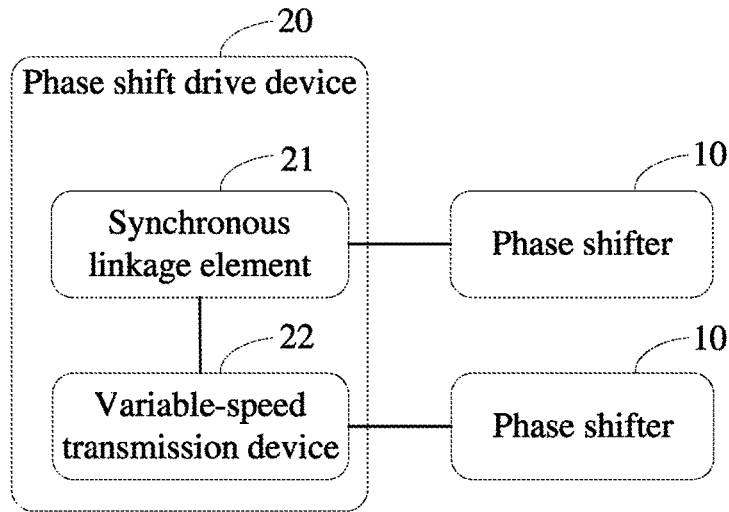 20
Phase shift drive device
21
Synchronous
linkage element
10
Phase shifter
22
Variable-speed
transmission device
10
Phase shifter